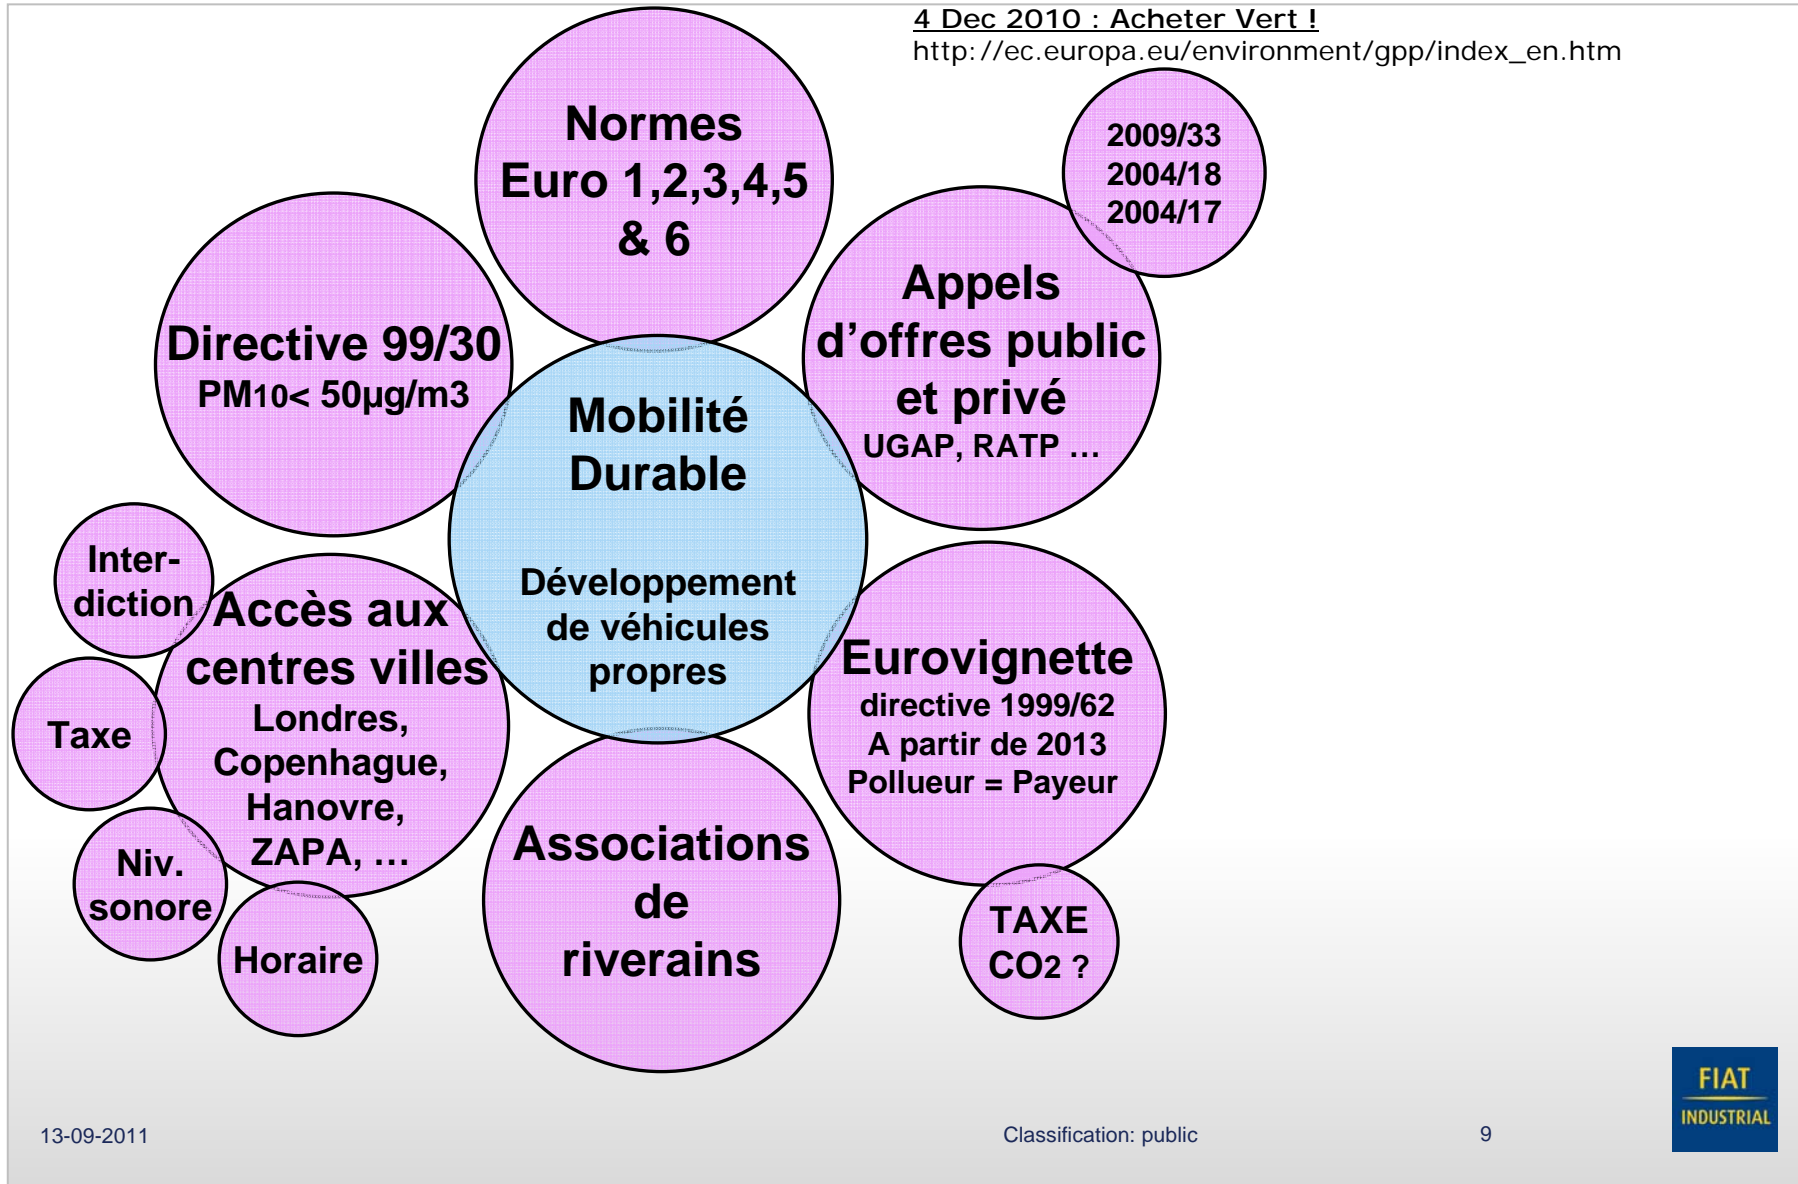 4 Dec 2010 : Acheter Vert !
http://ec.europa.eu/environment/gpp/index_en.htm
Normes
Euro 1,2,3,4,5
& 6
2009/33
2004/18
2004/17
Appels
d’offres public
et privé
UGAP, RATP …
Directive 99/30
PM10< 50µg/m3
Mobilité
Durable
Développement
de véhicules
propres
Inter-
diction
Accès aux
centres villes
Londres,
Copenhague,
Hanovre,
ZAPA, …
Taxe
Niv.
sonore
Horaire
Eurovignette
directive 1999/62
A partir de 2013
Pollueur = Payeur
Associations
de
riverains
TAXE
CO2 ?
13-09-2011
Classification: public
9
FIAT
INDUSTRIAL